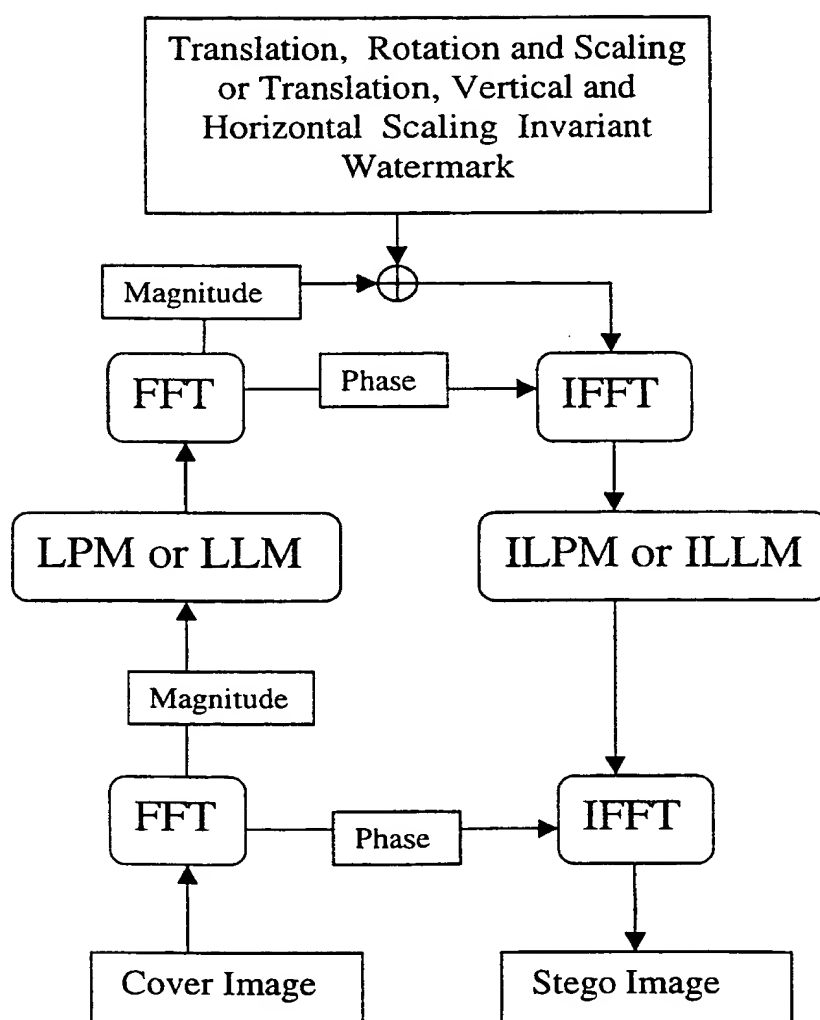 Translation, Rotation and Scaling
or Translation, Vertical and
Horizontal Scaling Invariant
Watermark
Magnitude
FFT
Phase
IFFT
LPM or LLM
ILPM or ILLM
Magnitude
FFT
Phase
IFFT
Cover Image
Stego Image